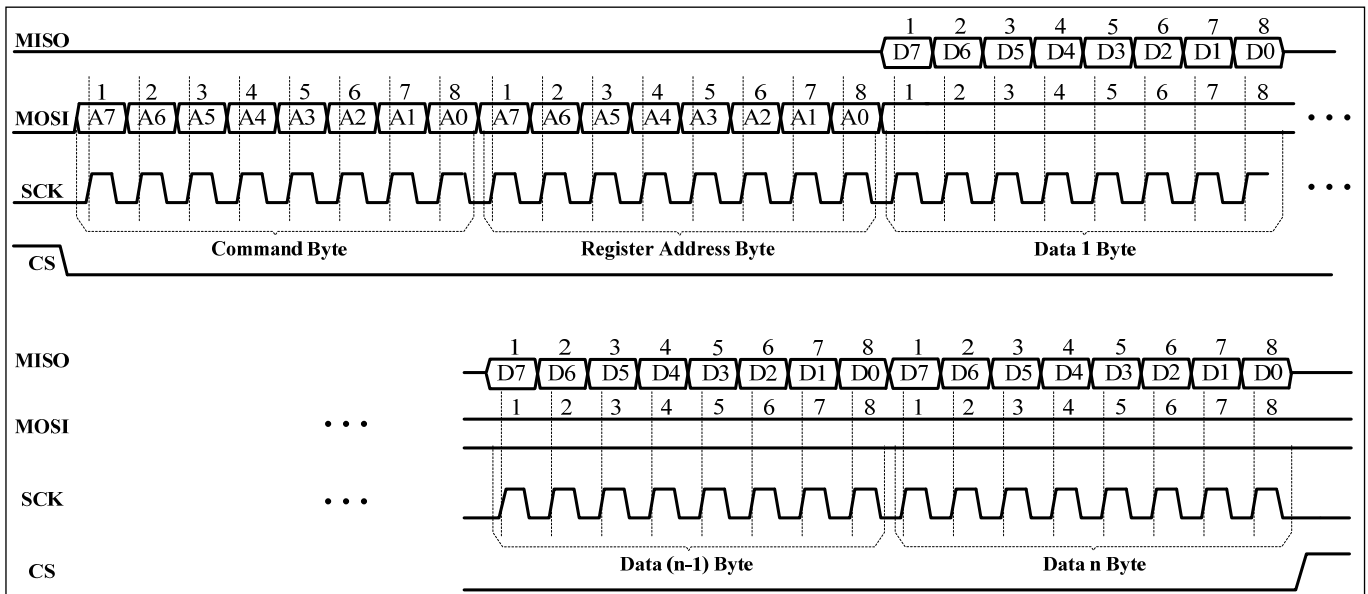 1 2 3 4 5 6 7 8
MISO D7 D6 D5 D4 D3 D2 D1 D0
1 2 3 4 5 6 7 8 1 2 3 4 5 6 7 8
MOSI A7 A6 A5 A4 A3 A2 A1 A0 A7 A6 A5 A4 A3 A2 A1 A0 1 2 3 4 5 6 7 8 • • •
SCK • • •
Command Byte Register Address Byte Data 1 Byte
CS
1 2 3 4 5 6 7 8 1 2 3 4 5 6 7 8
MISO D7 D6 D5 D4 D3 D2 D1 D0 D7 D6 D5 D4 D3 D2 D1 D0
1 2 3 4 5 6 7 8 1 2 3 4 5 6 7 8
MOSI • • •
SCK • • •
Data (n-1) Byte Data n Byte
CS